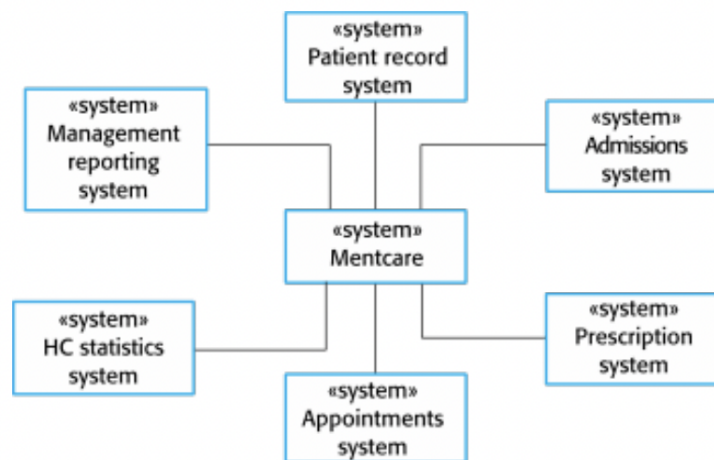 «system»
Patient record
system
«system»
Management
reporting
system
«system»
Admissions
system
«system»
Mentcare
«system»
HC statistics
system
«system»
Prescription
system
«system»
Appointments
system